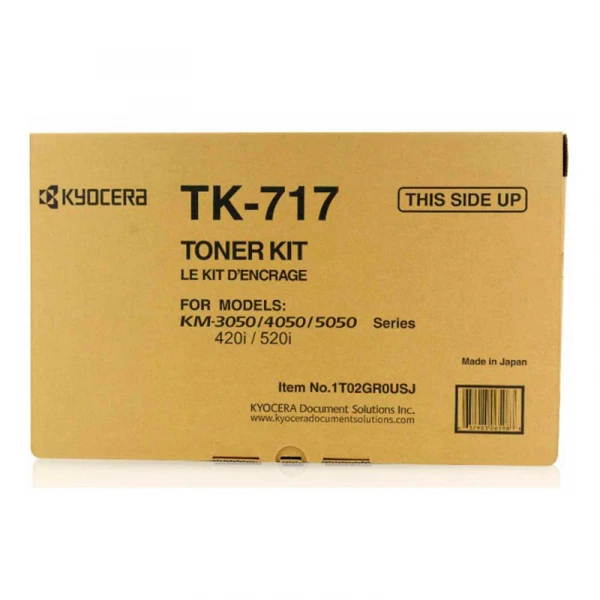 KYOCERA
TK-717
THIS SIDE UP
TONER KIT
LE KIT D'ENCRAGE
FOR MODELS:
KM-3050/4050/5050 Series
420i / 520i
Made in Japan
Item No.1T02GR0USJ
KYOCERA Document Solutions Inc.
www.kyoceradocumentsolutions.com